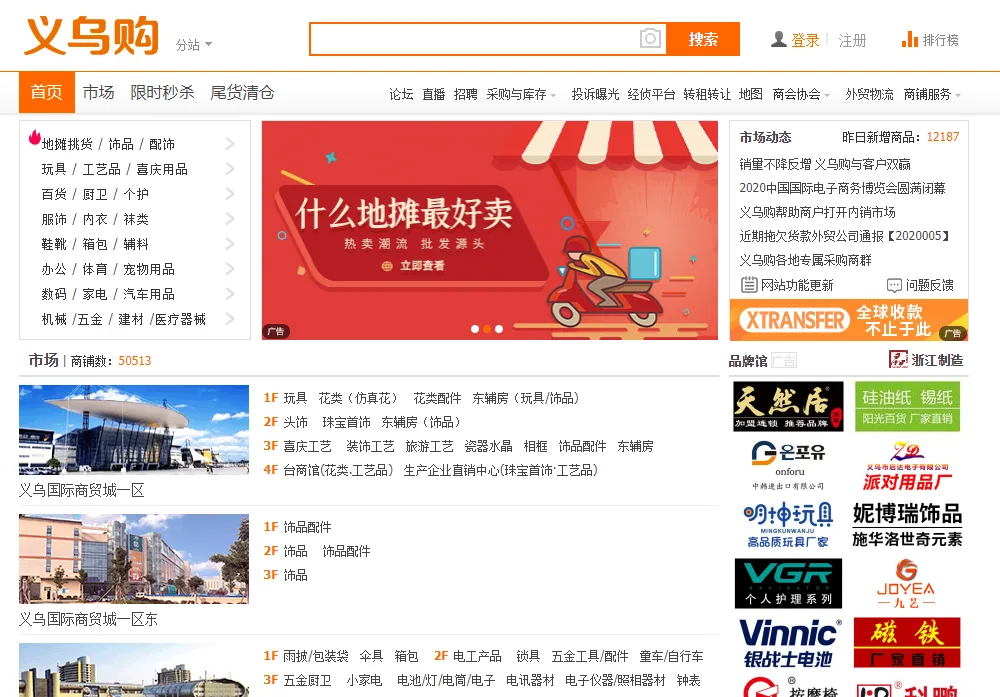 义乌购
分站
搜索
登录
注册
排行榜
首页
市场
限时秒杀
尾货清仓
论坛
直播
招聘
采购与库存
投诉曝光
经侦平台
转租转让
地图
商会协会
外贸物流
商铺服务
地摊挑货 / 饰品 / 配饰
玩具 / 工艺品 / 喜庆用品
百货 / 厨卫 / 个护
服饰 / 内衣 / 袜类
鞋靴 / 箱包 / 辅料
办公 / 体育 / 宠物用品
数码 / 家电 / 汽车用品
机械 /五金 / 建材 /医疗器械
什么地摊最好卖
热卖潮流 批发源头
立即查看
广告
市场动态
昨日新增商品：12187
销量不降反增 义乌购与客户双赢
2020中国国际电子商务博览会圆满闭幕
义乌购帮助商户打开内销市场
近期拖欠货款外贸公司通报【2020005】
义乌购各地专属采购商群
网站功能更新
问题反馈
XTRANSFER
全球收款
不止于此
广告
市场 | 商铺数：50513
1F 玩具 花类（仿真花） 花类配件 东辅房（玩具/饰品）
2F 头饰 珠宝首饰 东辅房（饰品）
3F 喜庆工艺 装饰工艺 旅游工艺 瓷器水晶 相框 饰品配件 东辅房
4F 台商馆(花类.工艺品) 生产企业直销中心(珠宝首饰·工艺品)
义乌国际商贸城一区
1F 饰品配件
2F 饰品 饰品配件
3F 饰品
义乌国际商贸城一区东
1F 雨披/包装袋 伞具 箱包 2F 电工产品 锁具 五金工具/配件 童车/自行车
3F 五金厨卫 小家电 电池/灯/电筒/电子 电讯器材 电子仪器/照相器材 钟表
品牌馆
广告
浙江制造
天然居
加盟连锁 推荐品牌
硅油纸 锡纸
阳光百货 厂家直销
온포유
onforu
中韩进出口有限公司
义乌市启达电子有限公司
派对用品厂
明坤玩具
MINGKUNWANJU
高品质玩具厂家
妮博瑞饰品
施华洛世奇元素
VGR
个人护理系列
JOYEA
九艺
Vinnic
银战士电池
磁 铁
厂家直销
按摩椅